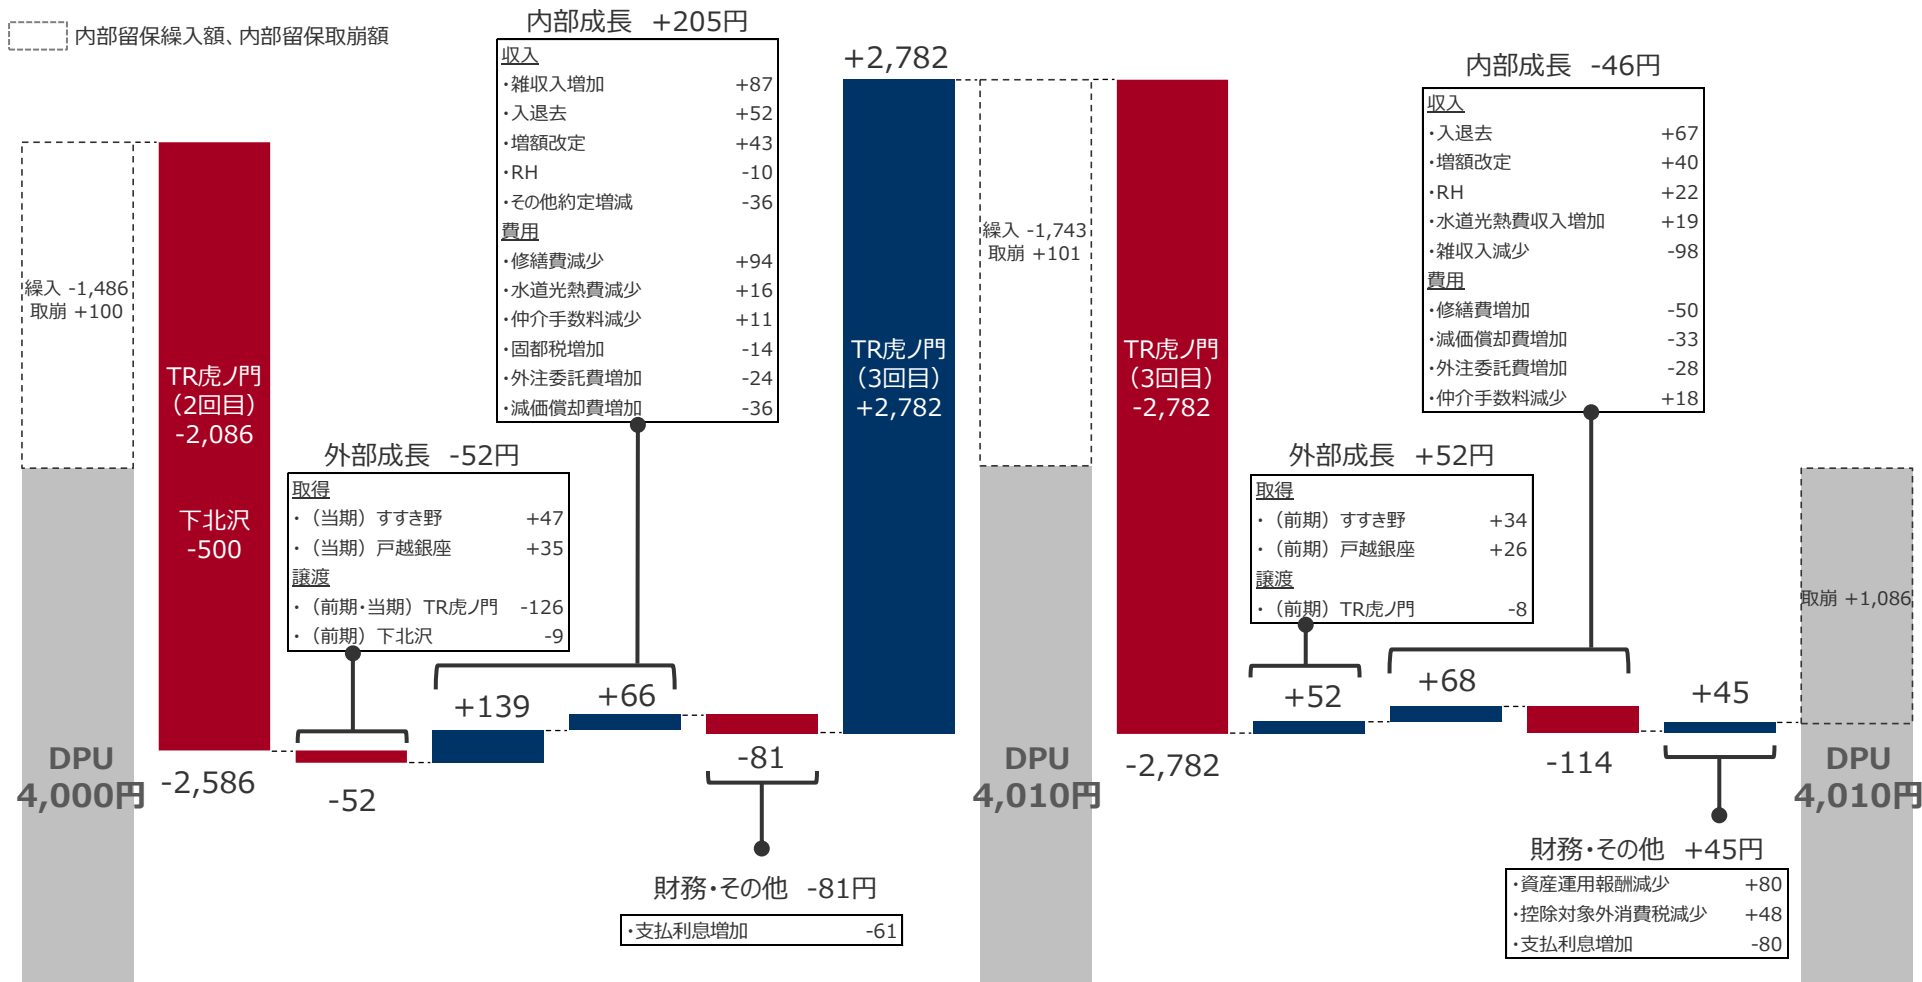 内部留保繰入額、内部留保取崩額
内部成長 +205円
収入
・雑収入増加 +87
・入退去 +52
・増額改定 +43
・RH -10
・その他約定増減 -36
費用
・修繕費減少 +94
・水道光熱費減少 +16
・仲介手数料減少 +11
・固都税増加 -14
・外注委託費増加 -24
・減価償却費増加 -36
+2,782
内部成長 -46円
収入
・入退去 +67
・増額改定 +40
・RH +22
・水道光熱費収入増加 +19
・雑収入減少 -98
費用
・修繕費増加 -50
・減価償却費増加 -33
・外注委託費増加 -28
・仲介手数料減少 +18
繰入 -1,486
取崩 +100
TR虎ノ門
（2回目）
-2,086
下北沢
-500
外部成長 -52円
取得
・（当期）すすき野 +47
・（当期）戸越銀座 +35
譲渡
・（前期・当期）TR虎ノ門 -126
・（前期）下北沢 -9
TR虎ノ門
（3回目）
+2,782
繰入 -1,743
取崩 +101
TR虎ノ門
（3回目）
-2,782
外部成長 +52円
取得
・（前期）すすき野 +34
・（前期）戸越銀座 +26
譲渡
・（前期）TR虎ノ門 -8
取崩 +1,086
DPU
4,000円
-2,586
-52
+139
+66
-81
DPU
4,010円
-2,782
+52
+68
-114
+45
DPU
4,010円
財務・その他 -81円
・支払利息増加 -61
財務・その他 +45円
・資産運用報酬減少 +80
・控除対象外消費税減少 +48
・支払利息増加 -80